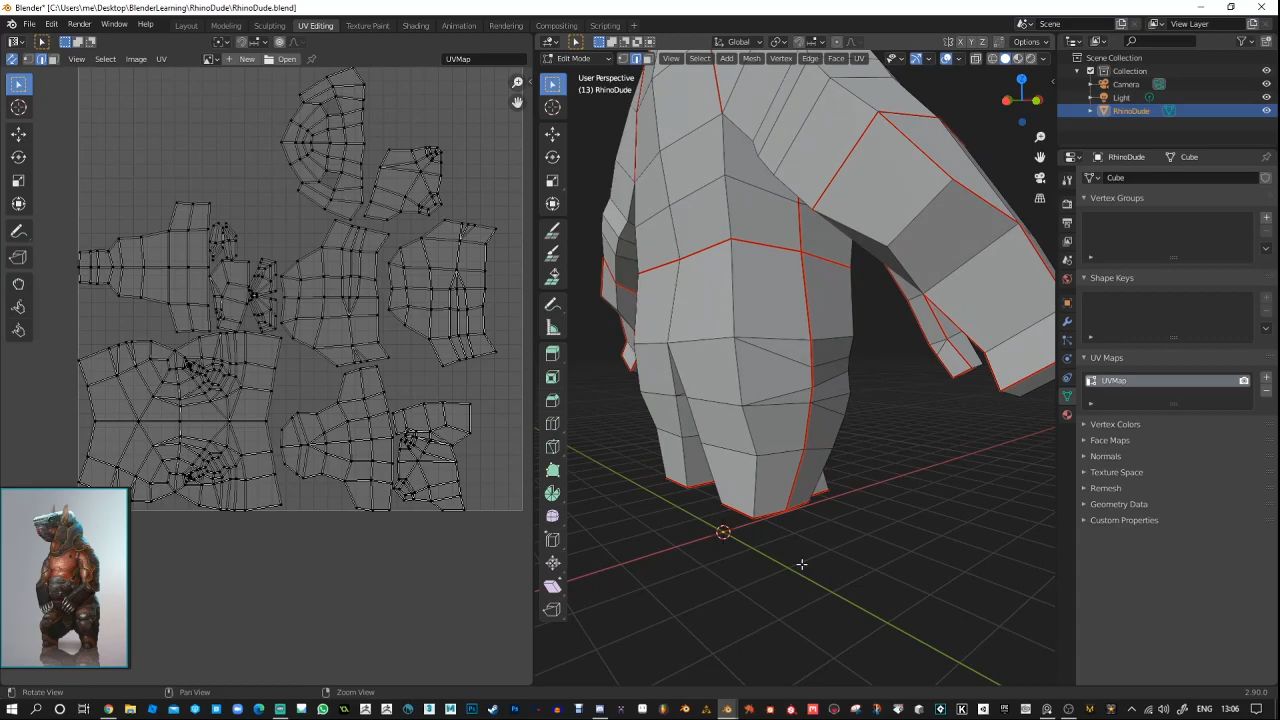 Blender* [C:\Users\me\Desktop\BlenderLearning\RhinoDude\RhinoDude.blend]
File Edit Render Window Help Layout Modeling Sculpting UV Editing Texture Paint Shading Animation Rendering Compositing Scripting + Scene View Layer
Global Options
View Select Image UV New Open UVMap
Edit Mode View Select Add Mesh Vertex Edge Face UV
User Perspective
(13) RhinoDude
X Y Z
Scene Collection
Collection
Camera
Light
RhinoDude
RhinoDude Cube
Cube
Vertex Groups
Shape Keys
UV Maps
UVMap
Vertex Colors
Face Maps
Normals
Texture Space
Remesh
Geometry Data
Custom Properties
Rotate View Pan View Zoom View 2.90.0
ENG 13:06